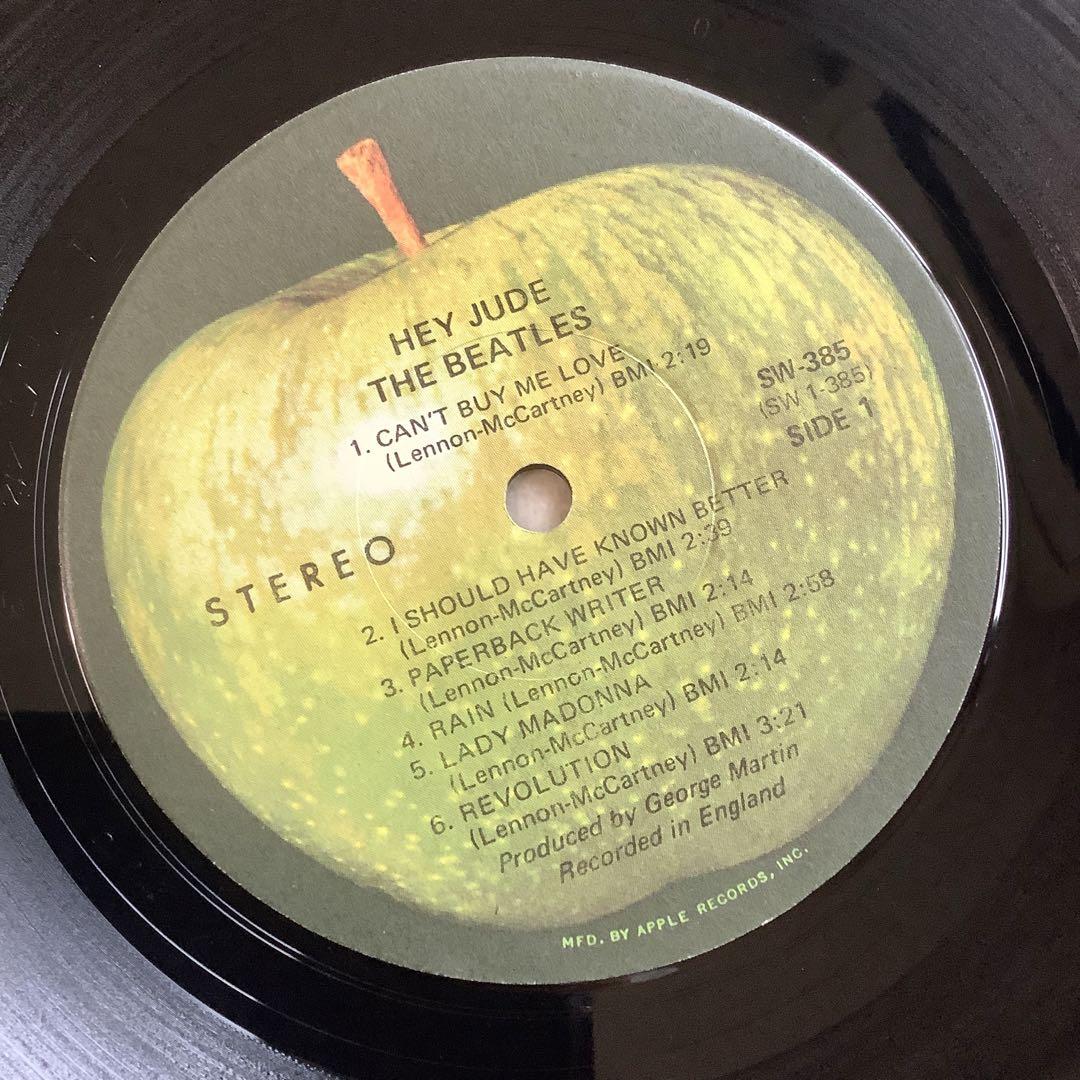 HEY JUDE
THE BEATLES
1. CAN'T BUY ME LOVE
(Lennon-McCartney) BMI 2:19
SW-385
(SW 1-385)
SIDE 1
STEREO
2. I SHOULD HAVE KNOWN BETTER
(Lennon-McCartney) BMI 2:39
3. PAPERBACK WRITER
(Lennon-McCartney) BMI 2:14
4. RAIN (Lennon-McCartney) BMI 2:58
5. LADY MADONNA
(Lennon-McCartney) BMI 2:14
6. REVOLUTION
(Lennon-McCartney) BMI 3:21
Produced by George Martin
Recorded in England
MFD. BY APPLE RECORDS, INC.